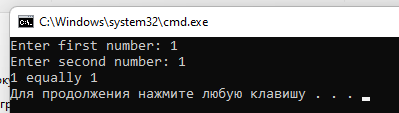 C:\Windows\system32\cmd.exe
Enter first number: 1
Enter second number: 1
1 equally 1
Для продолжения нажмите любую клавишу . . .